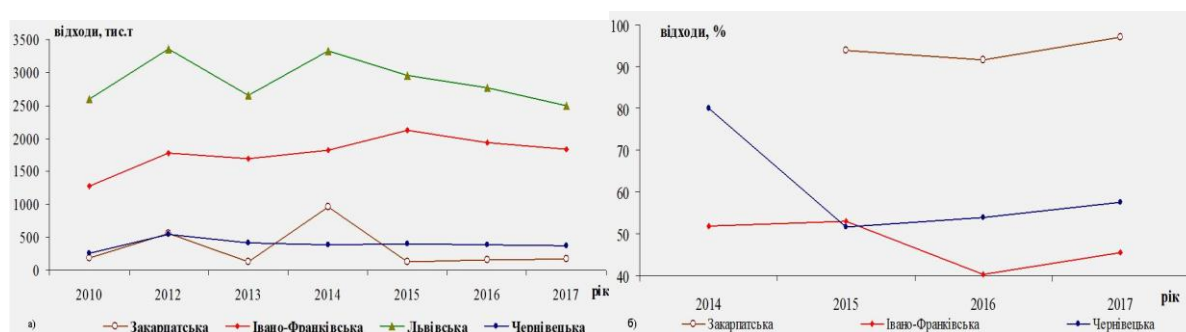 відходи, тис.т
3500
3000
2500
2000
1500
1000
500
0
2010 2012 2013 2014 2015 2016 2017 рік
а) Закарпатська Івано-Франківська Львівська Чернівецька
відходи, %
100
90
80
70
60
50
40
2014 2015 2016 2017 рік
б) Закарпатська Івано-Франківська Чернівецька